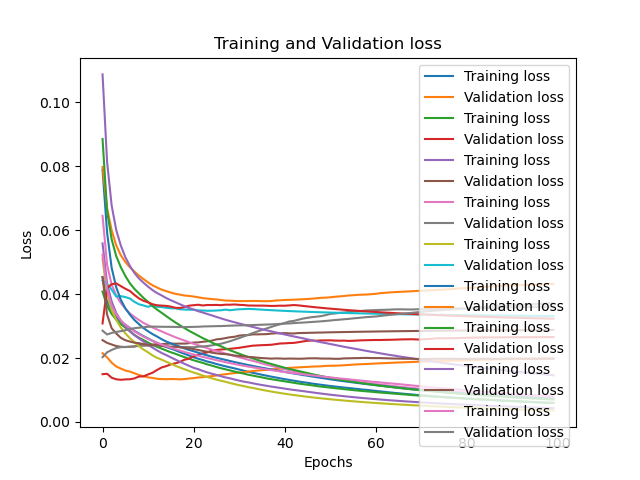 Training and Validation loss
Loss
0.10
0.08
0.06
0.04
0.02
0.00
0
20
40
60
80
100
Epochs
Training loss
Validation loss
Training loss
Validation loss
Training loss
Validation loss
Training loss
Validation loss
Training loss
Validation loss
Training loss
Validation loss
Training loss
Validation loss
Training loss
Validation loss
Training loss
Validation loss